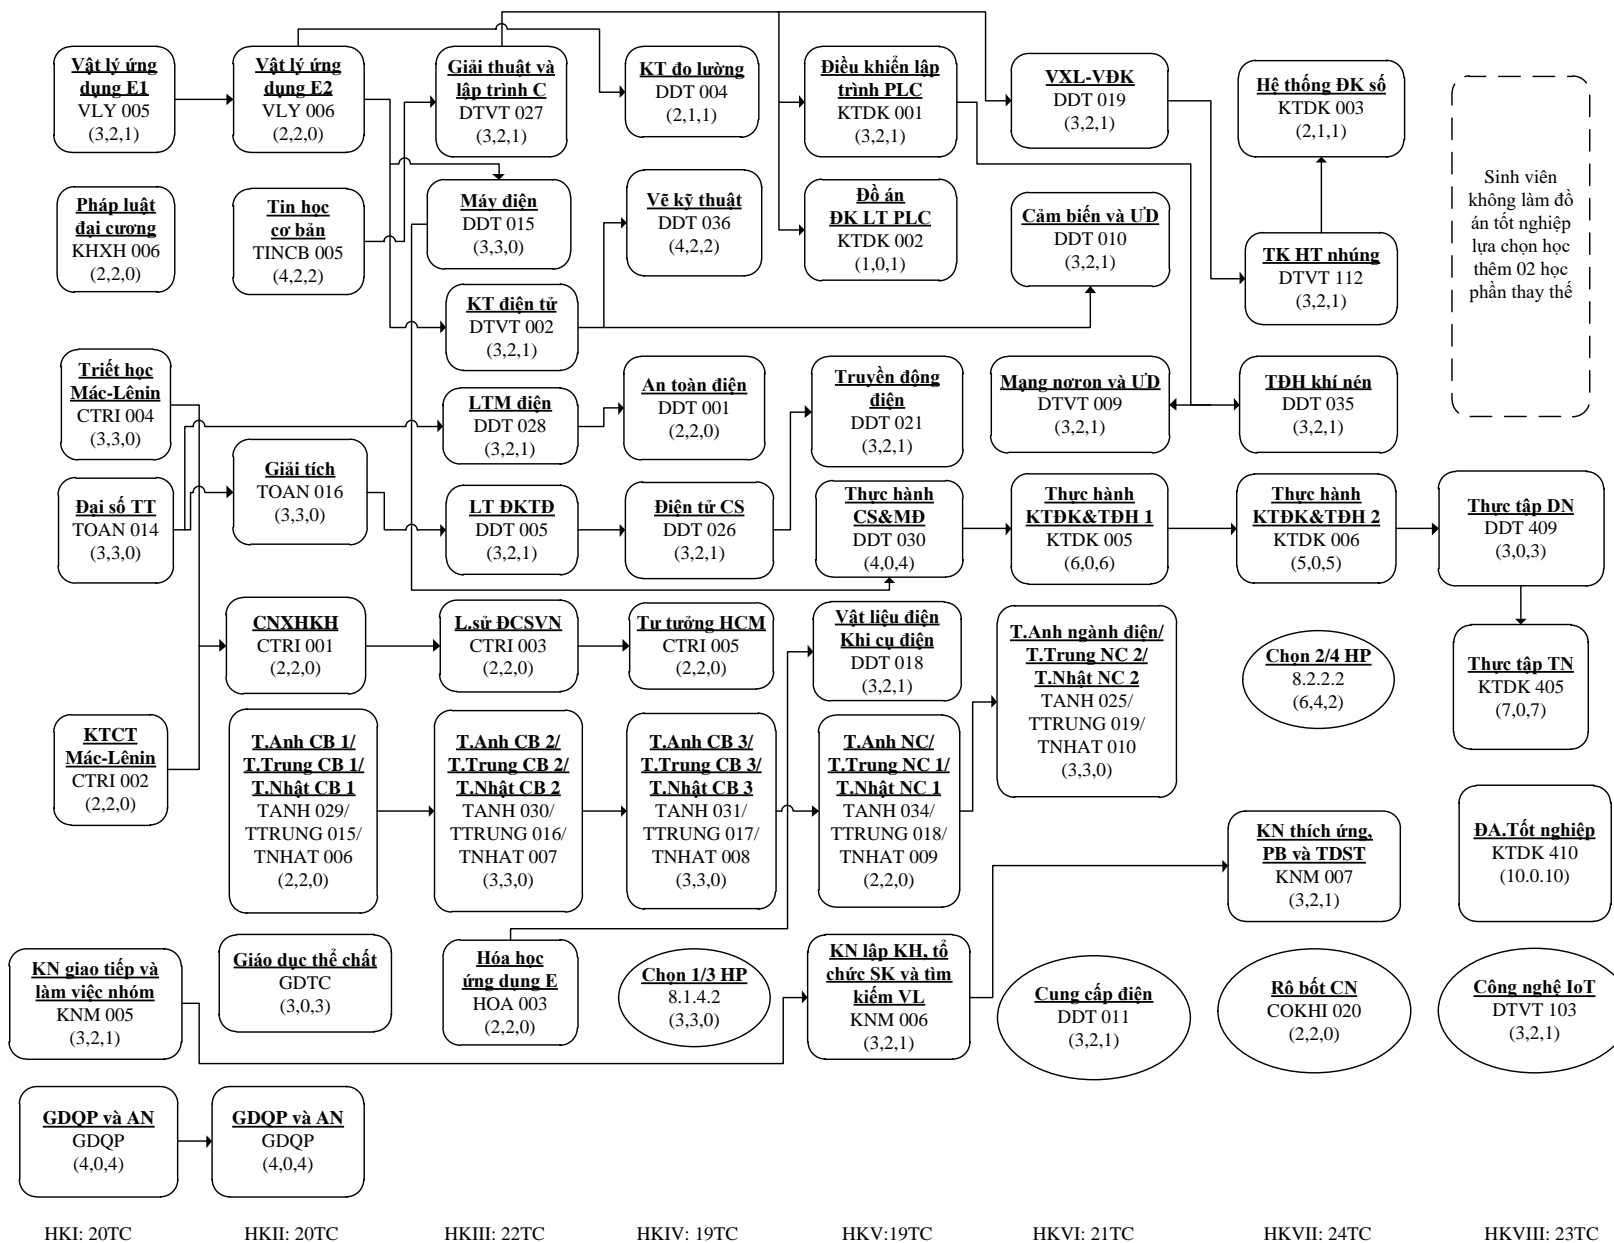 Vật lý ứng
dụng E1
VLY 005
(3,2,1)
Vật lý ứng
dụng E2
VLY 006
(2,2,0)
Giải thuật và
lập trình C
DTVT 027
(3,2,1)
KT đo lường
DDT 004
(2,1,1)
Điều khiển lập
trình PLC
KTDK 001
(3,2,1)
VXL-VĐK
DDT 019
(3,2,1)
Hệ thống ĐK số
KTDK 003
(2,1,1)
Sinh viên
không làm đồ
án tốt nghiệp
lựa chọn học
thêm 02 học
phần thay thế
Pháp luật
đại cương
KHXH 006
(2,2,0)
Tin học
cơ bản
TINCB 005
(4,2,2)
Máy điện
DDT 015
(3,3,0)
Vẽ kỹ thuật
DDT 036
(4,2,2)
Đồ án
ĐK LT PLC
KTDK 002
(1,0,1)
Cảm biến và ƯD
DDT 010
(3,2,1)
TK HT nhúng
DTVT 112
(3,2,1)
KT điện tử
DTVT 002
(3,2,1)
Triết học
Mác-Lênin
CTRI 004
(3,3,0)
LTM điện
DDT 028
(3,2,1)
An toàn điện
DDT 001
(2,2,0)
Truyền động
điện
DDT 021
(3,2,1)
Mạng nơron và ƯD
DTVT 009
(3,2,1)
TĐH khí nén
DDT 035
(3,2,1)
Đại số TT
TOAN 014
(3,3,0)
Giải tích
TOAN 016
(3,3,0)
LT ĐKTĐ
DDT 005
(3,2,1)
Điện tử CS
DDT 026
(3,2,1)
Thực hành
CS&MĐ
DDT 030
(4,0,4)
Thực hành
KTĐK&TĐH 1
KTDK 005
(6,0,6)
Thực hành
KTĐK&TĐH 2
KTDK 006
(5,0,5)
Thực tập DN
DDT 409
(3,0,3)
CNXHKH
CTRI 001
(2,2,0)
L.sử ĐCSVN
CTRI 003
(2,2,0)
Tư tưởng HCM
CTRI 005
(2,2,0)
Vật liệu điện
Khi cụ điện
DDT 018
(3,2,1)
T.Anh ngành điện/
T.Trung NC 2/
T.Nhật NC 2
TANH 025/
TTRUNG 019/
TNHAT 010
(3,3,0)
Chọn 2/4 HP
8.2.2.2
(6,4,2)
Thực tập TN
KTDK 405
(7,0,7)
KTCT
Mác-Lênin
CTRI 002
(2,2,0)
T.Anh CB 1/
T.Trung CB 1/
T.Nhật CB 1
TANH 029/
TTRUNG 015/
TNHAT 006
(2,2,0)
T.Anh CB 2/
T.Trung CB 2/
T.Nhật CB 2
TANH 030/
TTRUNG 016/
TNHAT 007
(3,3,0)
T.Anh CB 3/
T.Trung CB 3/
T.Nhật CB 3
TANH 031/
TTRUNG 017/
TNHAT 008
(3,3,0)
T.Anh NC/
T.Trung NC 1/
T.Nhật NC 1
TANH 034/
TTRUNG 018/
TNHAT 009
(2,2,0)
KN thích ứng,
PB và TDST
KNM 007
(3,2,1)
ĐA.Tốt nghiệp
KTDK 410
(10.0.10)
KN giao tiếp và
làm việc nhóm
KNM 005
(3,2,1)
Giáo dục thể chất
GDTC
(3,0,3)
Hóa học
ứng dụng E
HOA 003
(2,2,0)
Chọn 1/3 HP
8.1.4.2
(3,3,0)
KN lập KH, tổ
chức SK và tìm
kiếm VL
KNM 006
(3,2,1)
Cung cấp điện
DDT 011
(3,2,1)
Rô bốt CN
COKHI 020
(2,2,0)
Công nghệ IoT
DTVT 103
(3,2,1)
GDQP và AN
GDQP
(4,0,4)
GDQP và AN
GDQP
(4,0,4)
HKI: 20TC
HKII: 20TC
HKIII: 22TC
HKIV: 19TC
HKV:19TC
HKVI: 21TC
HKVII: 24TC
HKVIII: 23TC